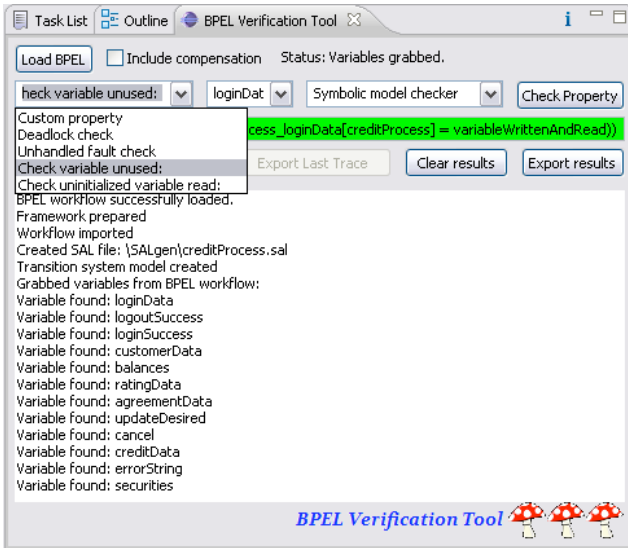 Task List Outline BPEL Verification Tool
Load BPEL Include compensation Status: Variables grabbed.
heck variable unused: loginDat Symbolic model checker Check Property
Custom property
Deadlock check
cess_loginData[creditProcess] = variableWrittenAndRead))
Unhandled fault check
Check variable unused:
Export Last Trace Clear results Export results
Check uninitialized variable read:
BPEL workflow successfully loaded.
Framework prepared
Workflow imported
Created SAL file: \SALgen\creditProcess.sal
Transition system model created
Grabbed variables from BPEL workflow:
Variable found: loginData
Variable found: logoutSuccess
Variable found: loginSuccess
Variable found: customerData
Variable found: balances
Variable found: ratingData
Variable found: agreementData
Variable found: updateDesired
Variable found: cancel
Variable found: creditData
Variable found: errorString
Variable found: securities
BPEL Verification Tool